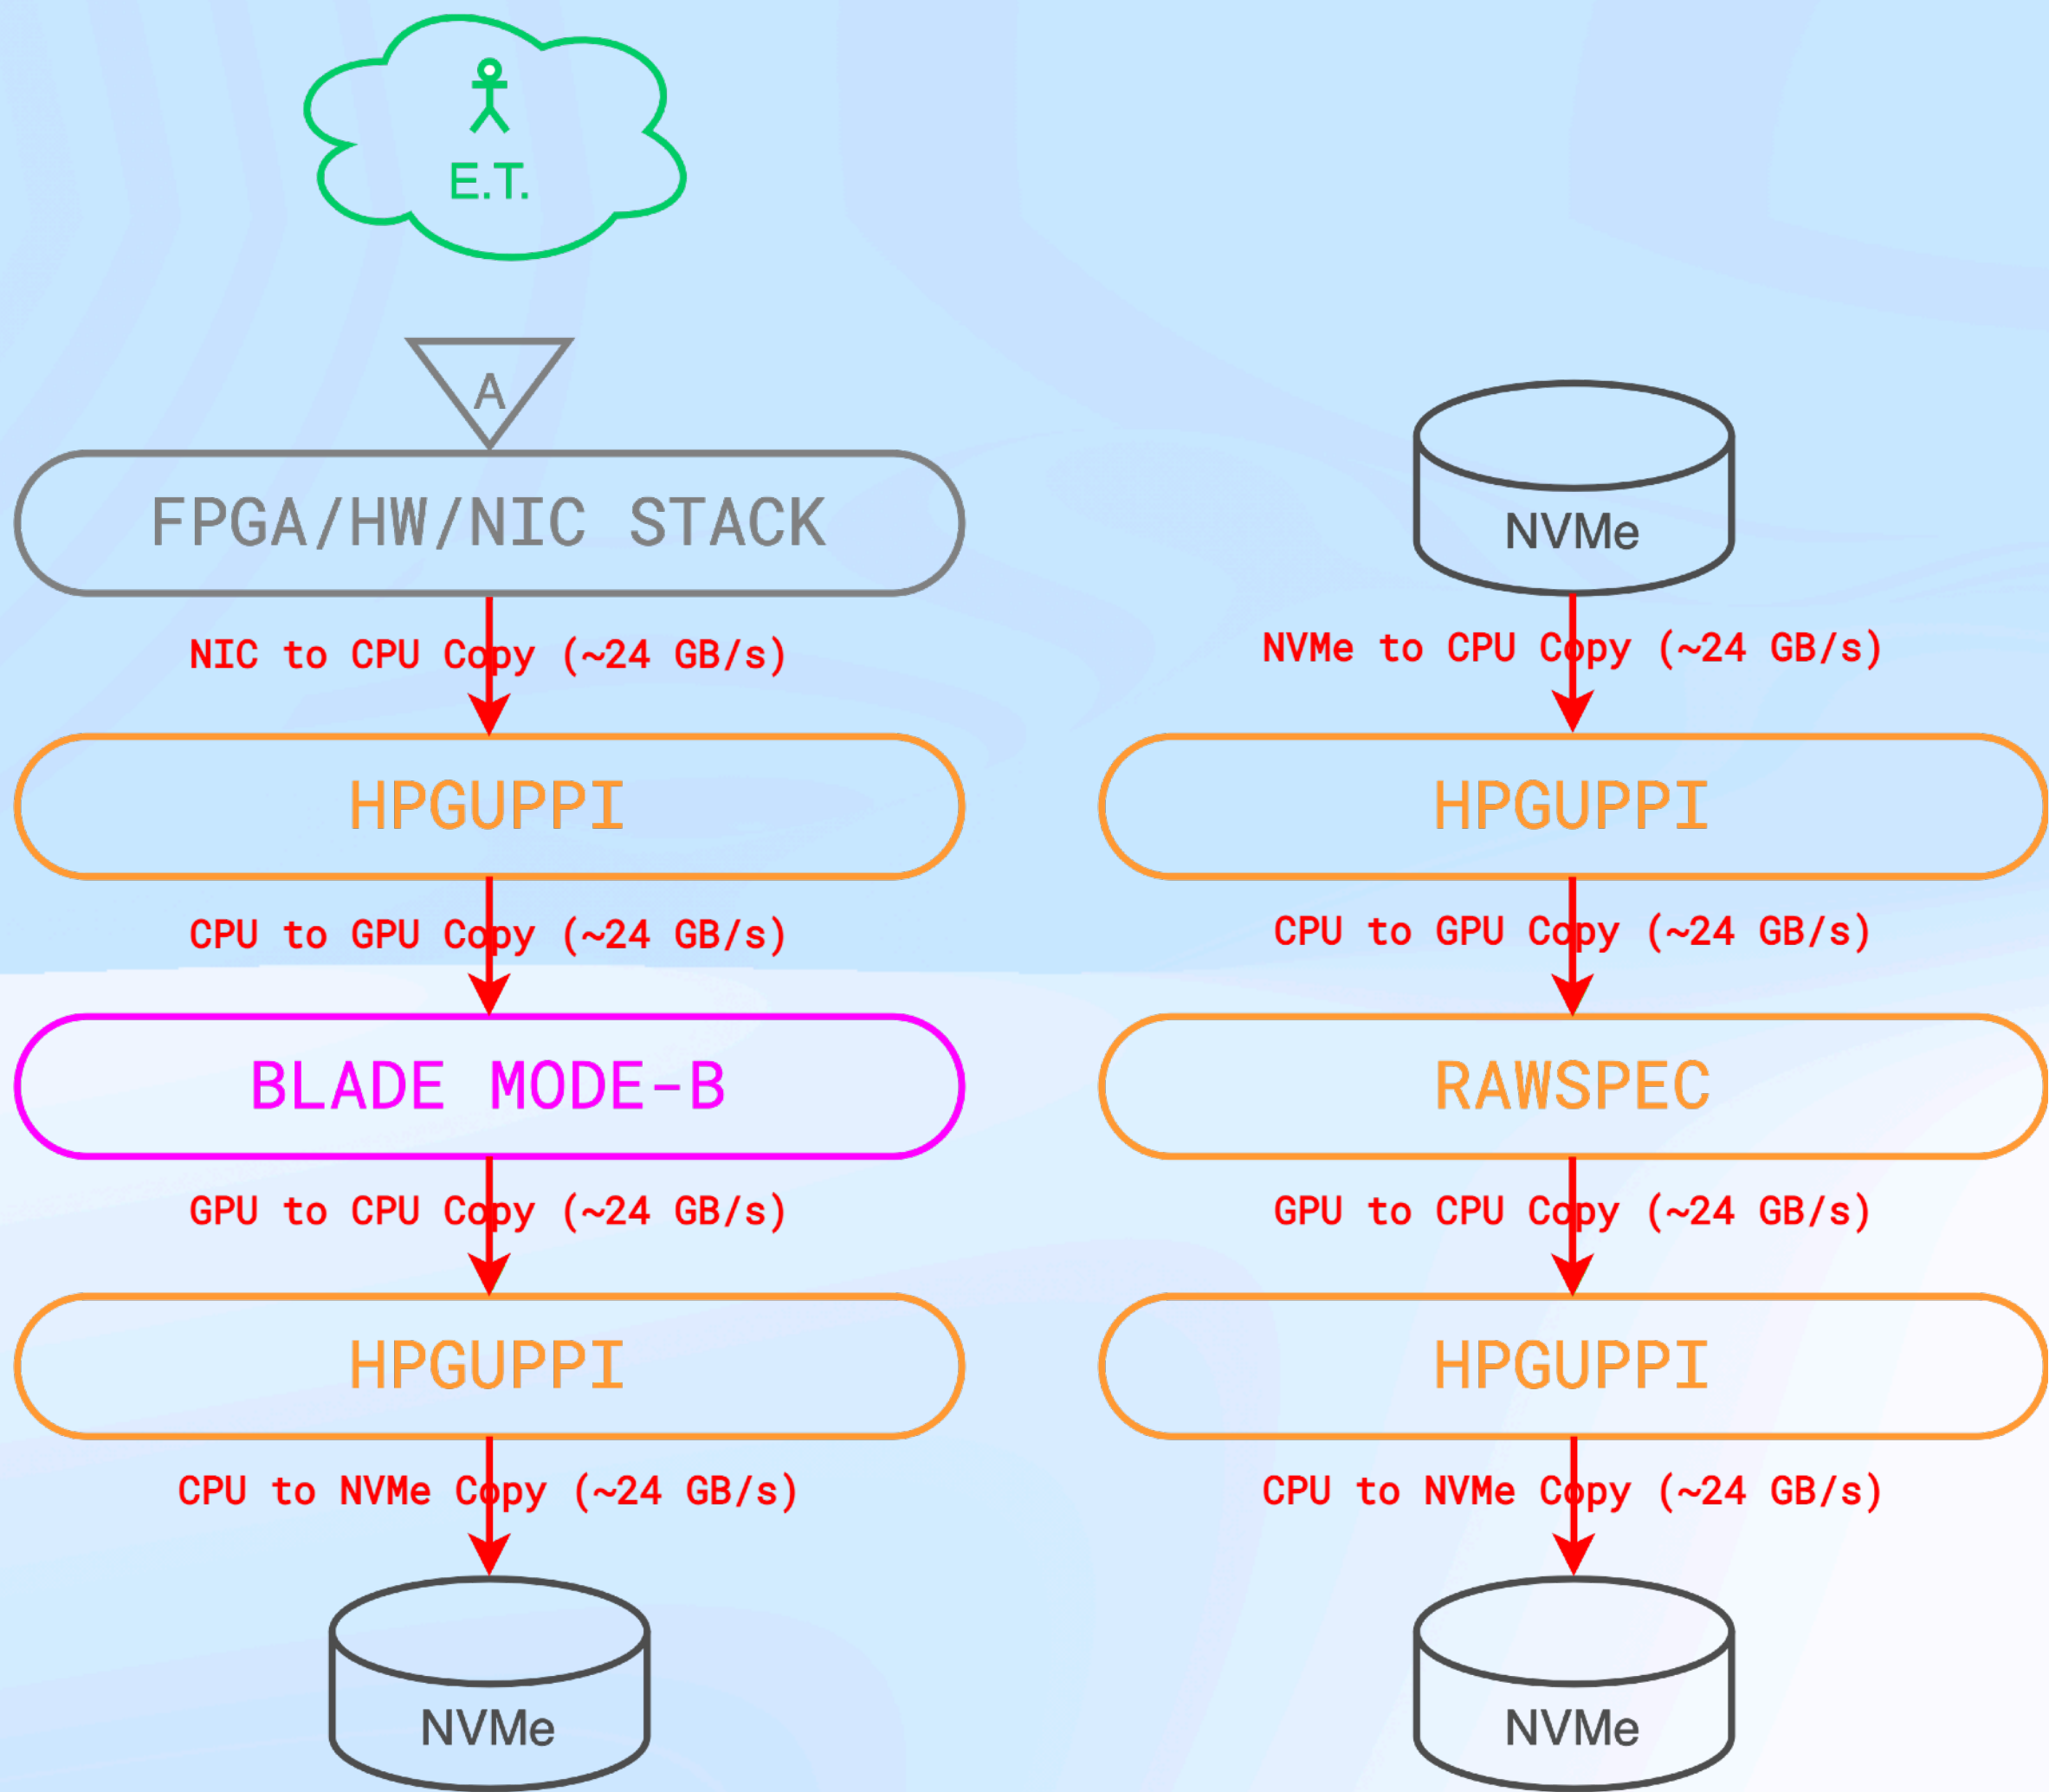 E.T.
A
FPGA/HW/NIC STACK
NIC to CPU Copy (~24 GB/s)
HPGUPPI
CPU to GPU Copy (~24 GB/s)
BLADE MODE-B
GPU to CPU Copy (~24 GB/s)
HPGUPPI
CPU to NVMe Copy (~24 GB/s)
NVMe
NVMe
NVMe to CPU Copy (~24 GB/s)
HPGUPPI
CPU to GPU Copy (~24 GB/s)
RAWSPEC
GPU to CPU Copy (~24 GB/s)
HPGUPPI
CPU to NVMe Copy (~24 GB/s)
NVMe